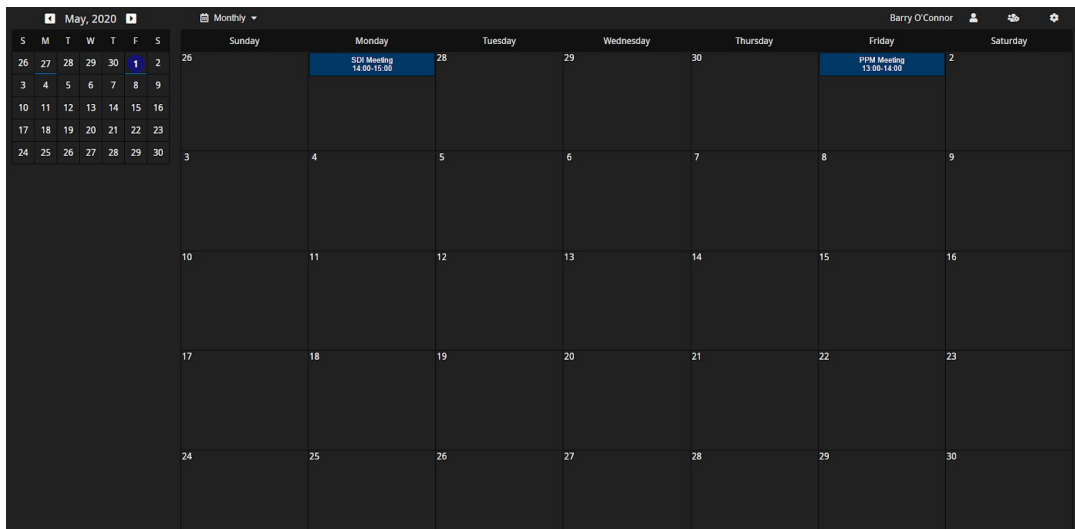 May, 2020
Monthly
Barry O'Connor
S M T W T F S
26 27 28 29 30 1 2
3 4 5 6 7 8 9
10 11 12 13 14 15 16
17 18 19 20 21 22 23
24 25 26 27 28 29 30
Sunday Monday Tuesday Wednesday Thursday Friday Saturday
26 28 29 30 2
SDI Meeting
14:00-15:00
PPM Meeting
13:00-14:00
3 4 5 6 7 8 9
10 11 12 13 14 15 16
17 18 19 20 21 22 23
24 25 26 27 28 29 30